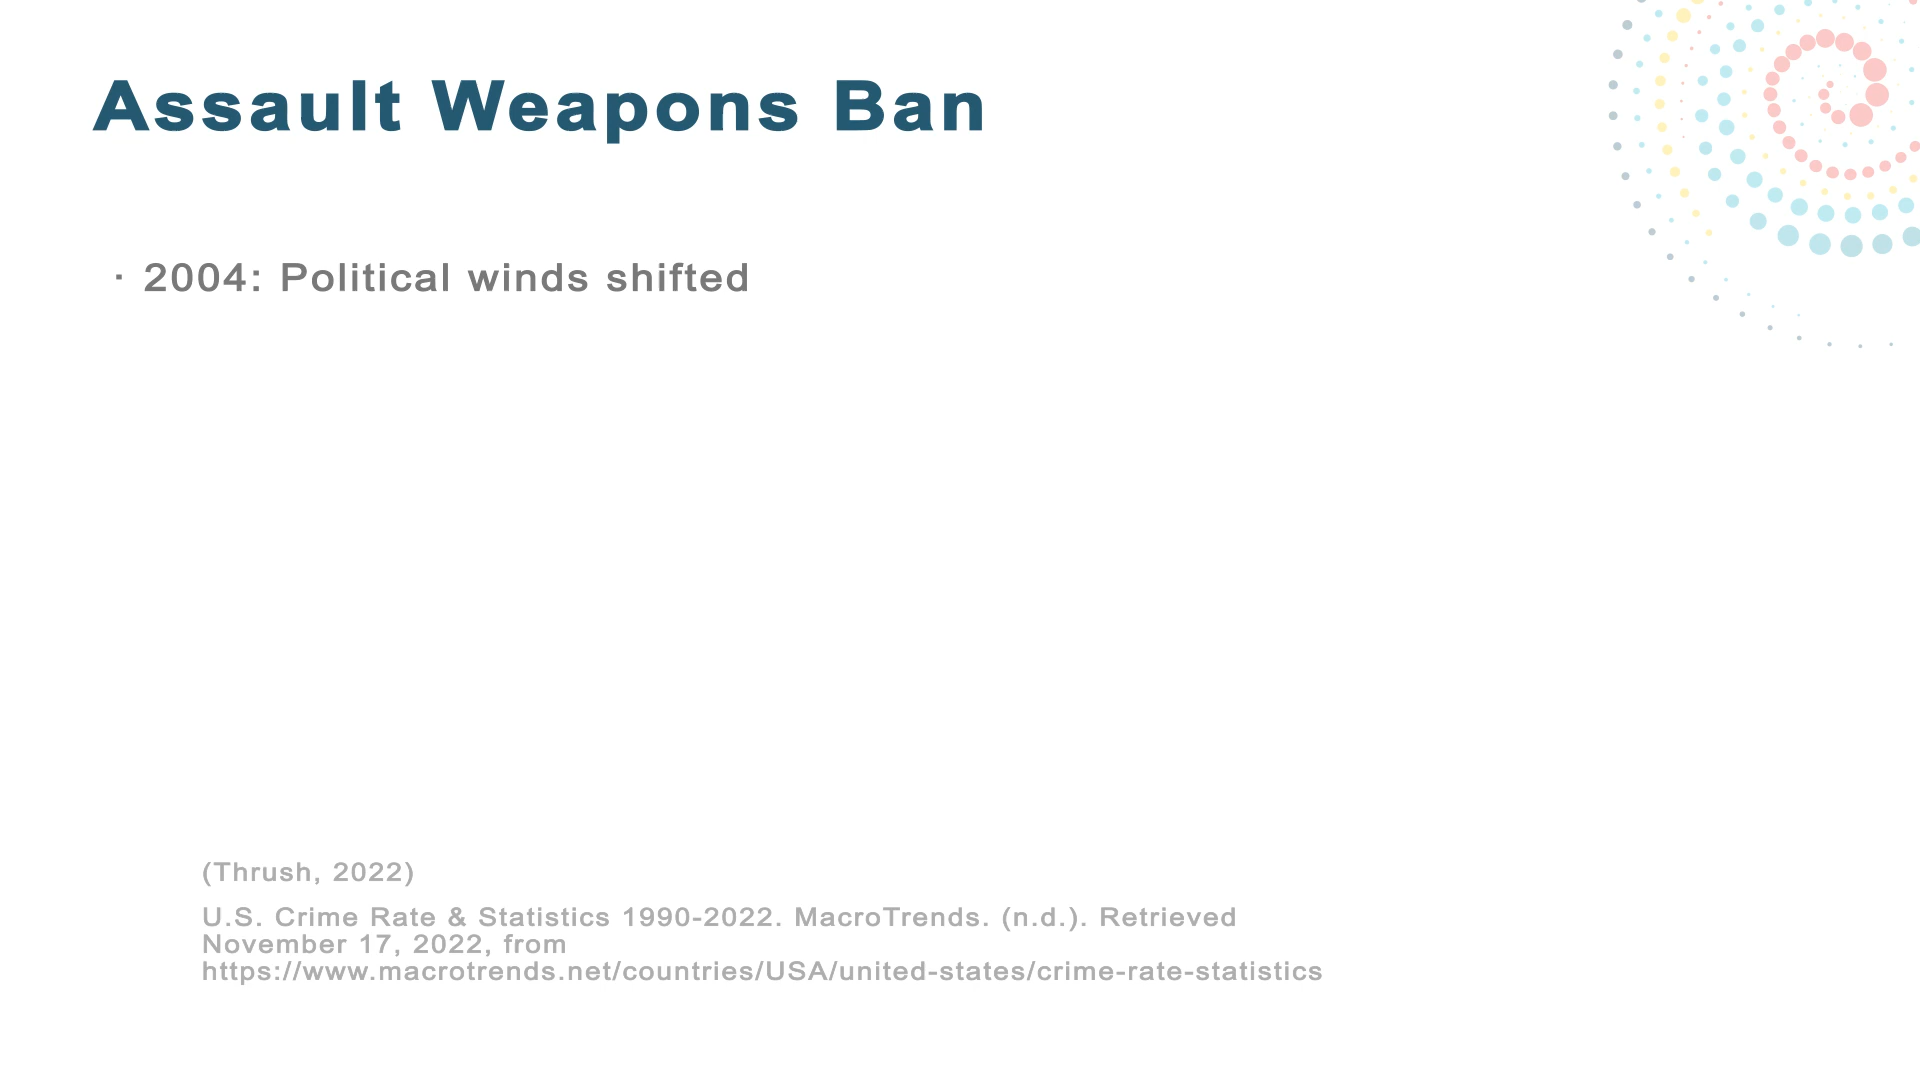 Assault Weapons Ban
· 2004: Political winds shifted
(Thrush, 2022)
U.S. Crime Rate & Statistics 1990-2022. MacroTrends. (n.d.). Retrieved
November 17, 2022, from
https://www.macrotrends.net/countries/USA/united-states/crime-rate-statistics